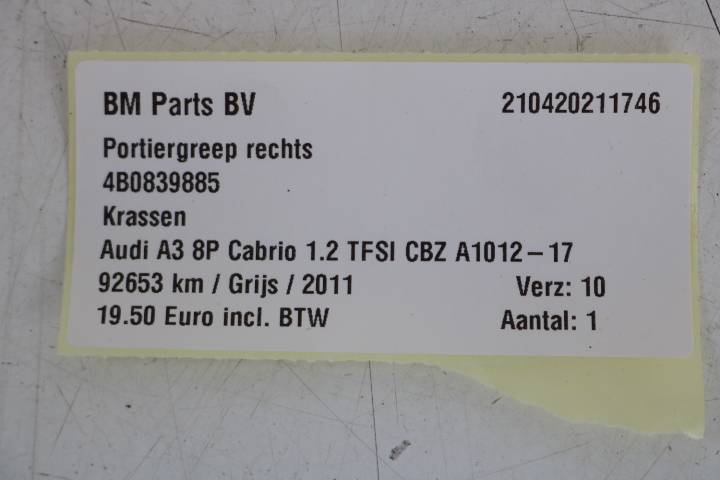 BM Parts BV 210420211746
Portiergreep rechts
4B0839885
Krassen
Audi A3 8P Cabrio 1.2 TFSI CBZ A1012-17
92653 km / Grijs / 2011 Verz: 10
19.50 Euro incl. BTW Aantal: 1